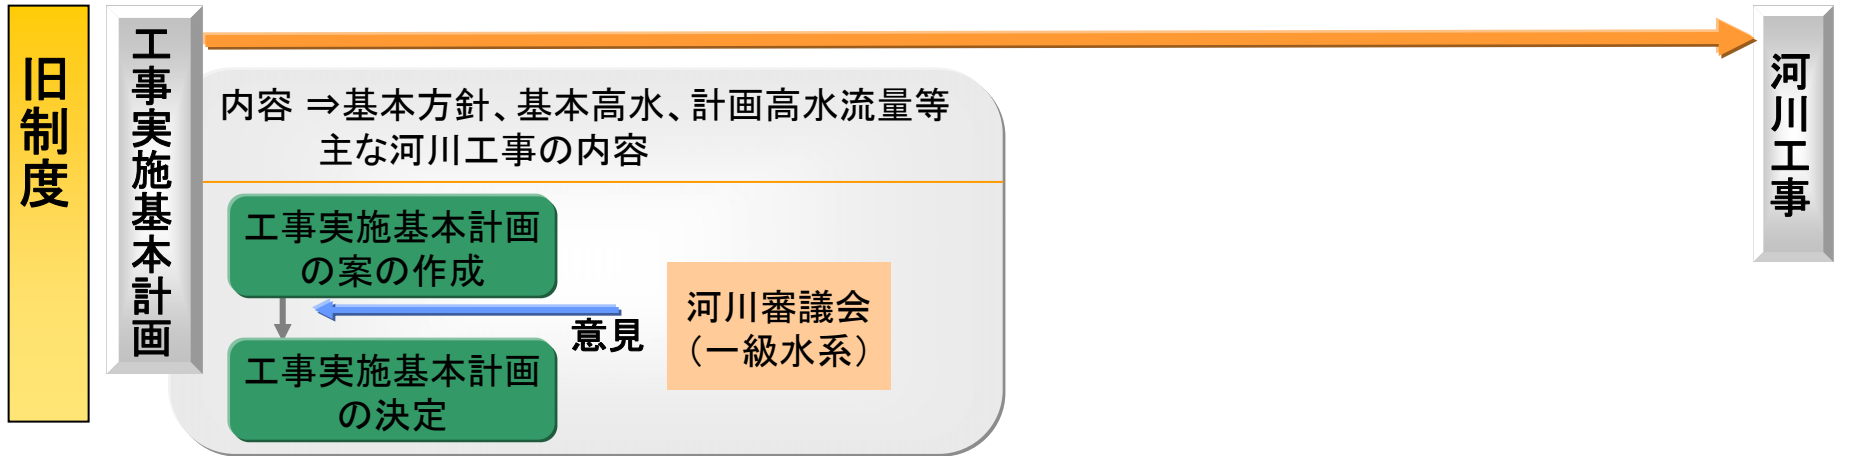 旧制度
工事実施基本計画
内容 ⇒基本方針、基本高水、計画高水流量等
主な河川工事の内容
工事実施基本計画
の案の作成
意見
河川審議会
（一級水系）
工事実施基本計画
の決定
河川工事